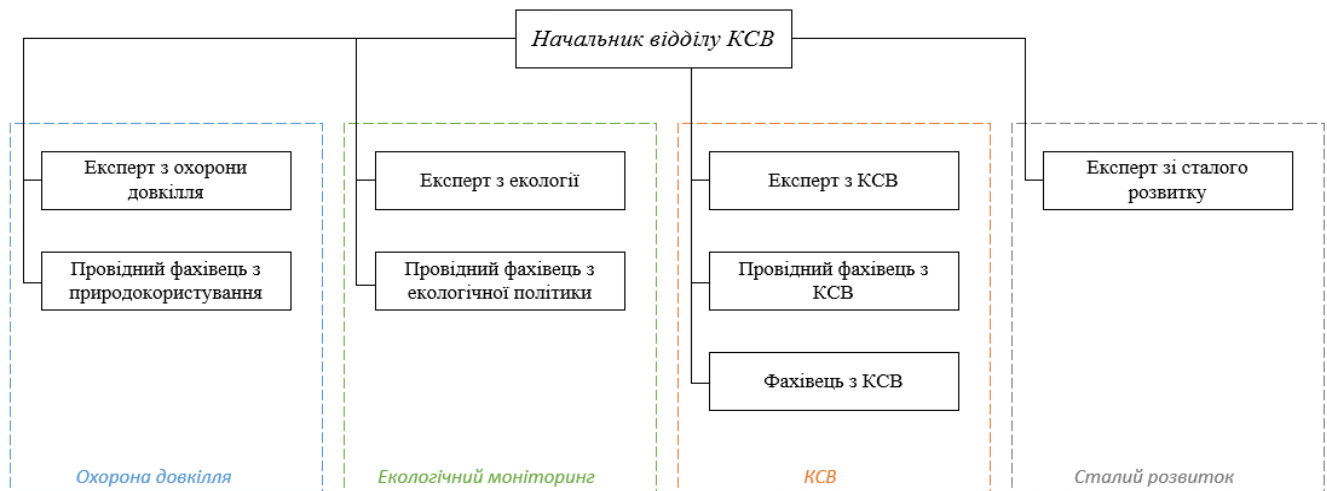 Начальник відділу КСВ
Експерт з охорони
довкілля
Провідний фахівець з
природокористування
Охорона довкілля
Експерт з екології
Провідний фахівець з
екологічної політики
Екологічний моніторинг
Експерт з КСВ
Провідний фахівець з
КСВ
Фахівець з КСВ
КСВ
Експерт зі сталого
розвитку
Сталий розвиток